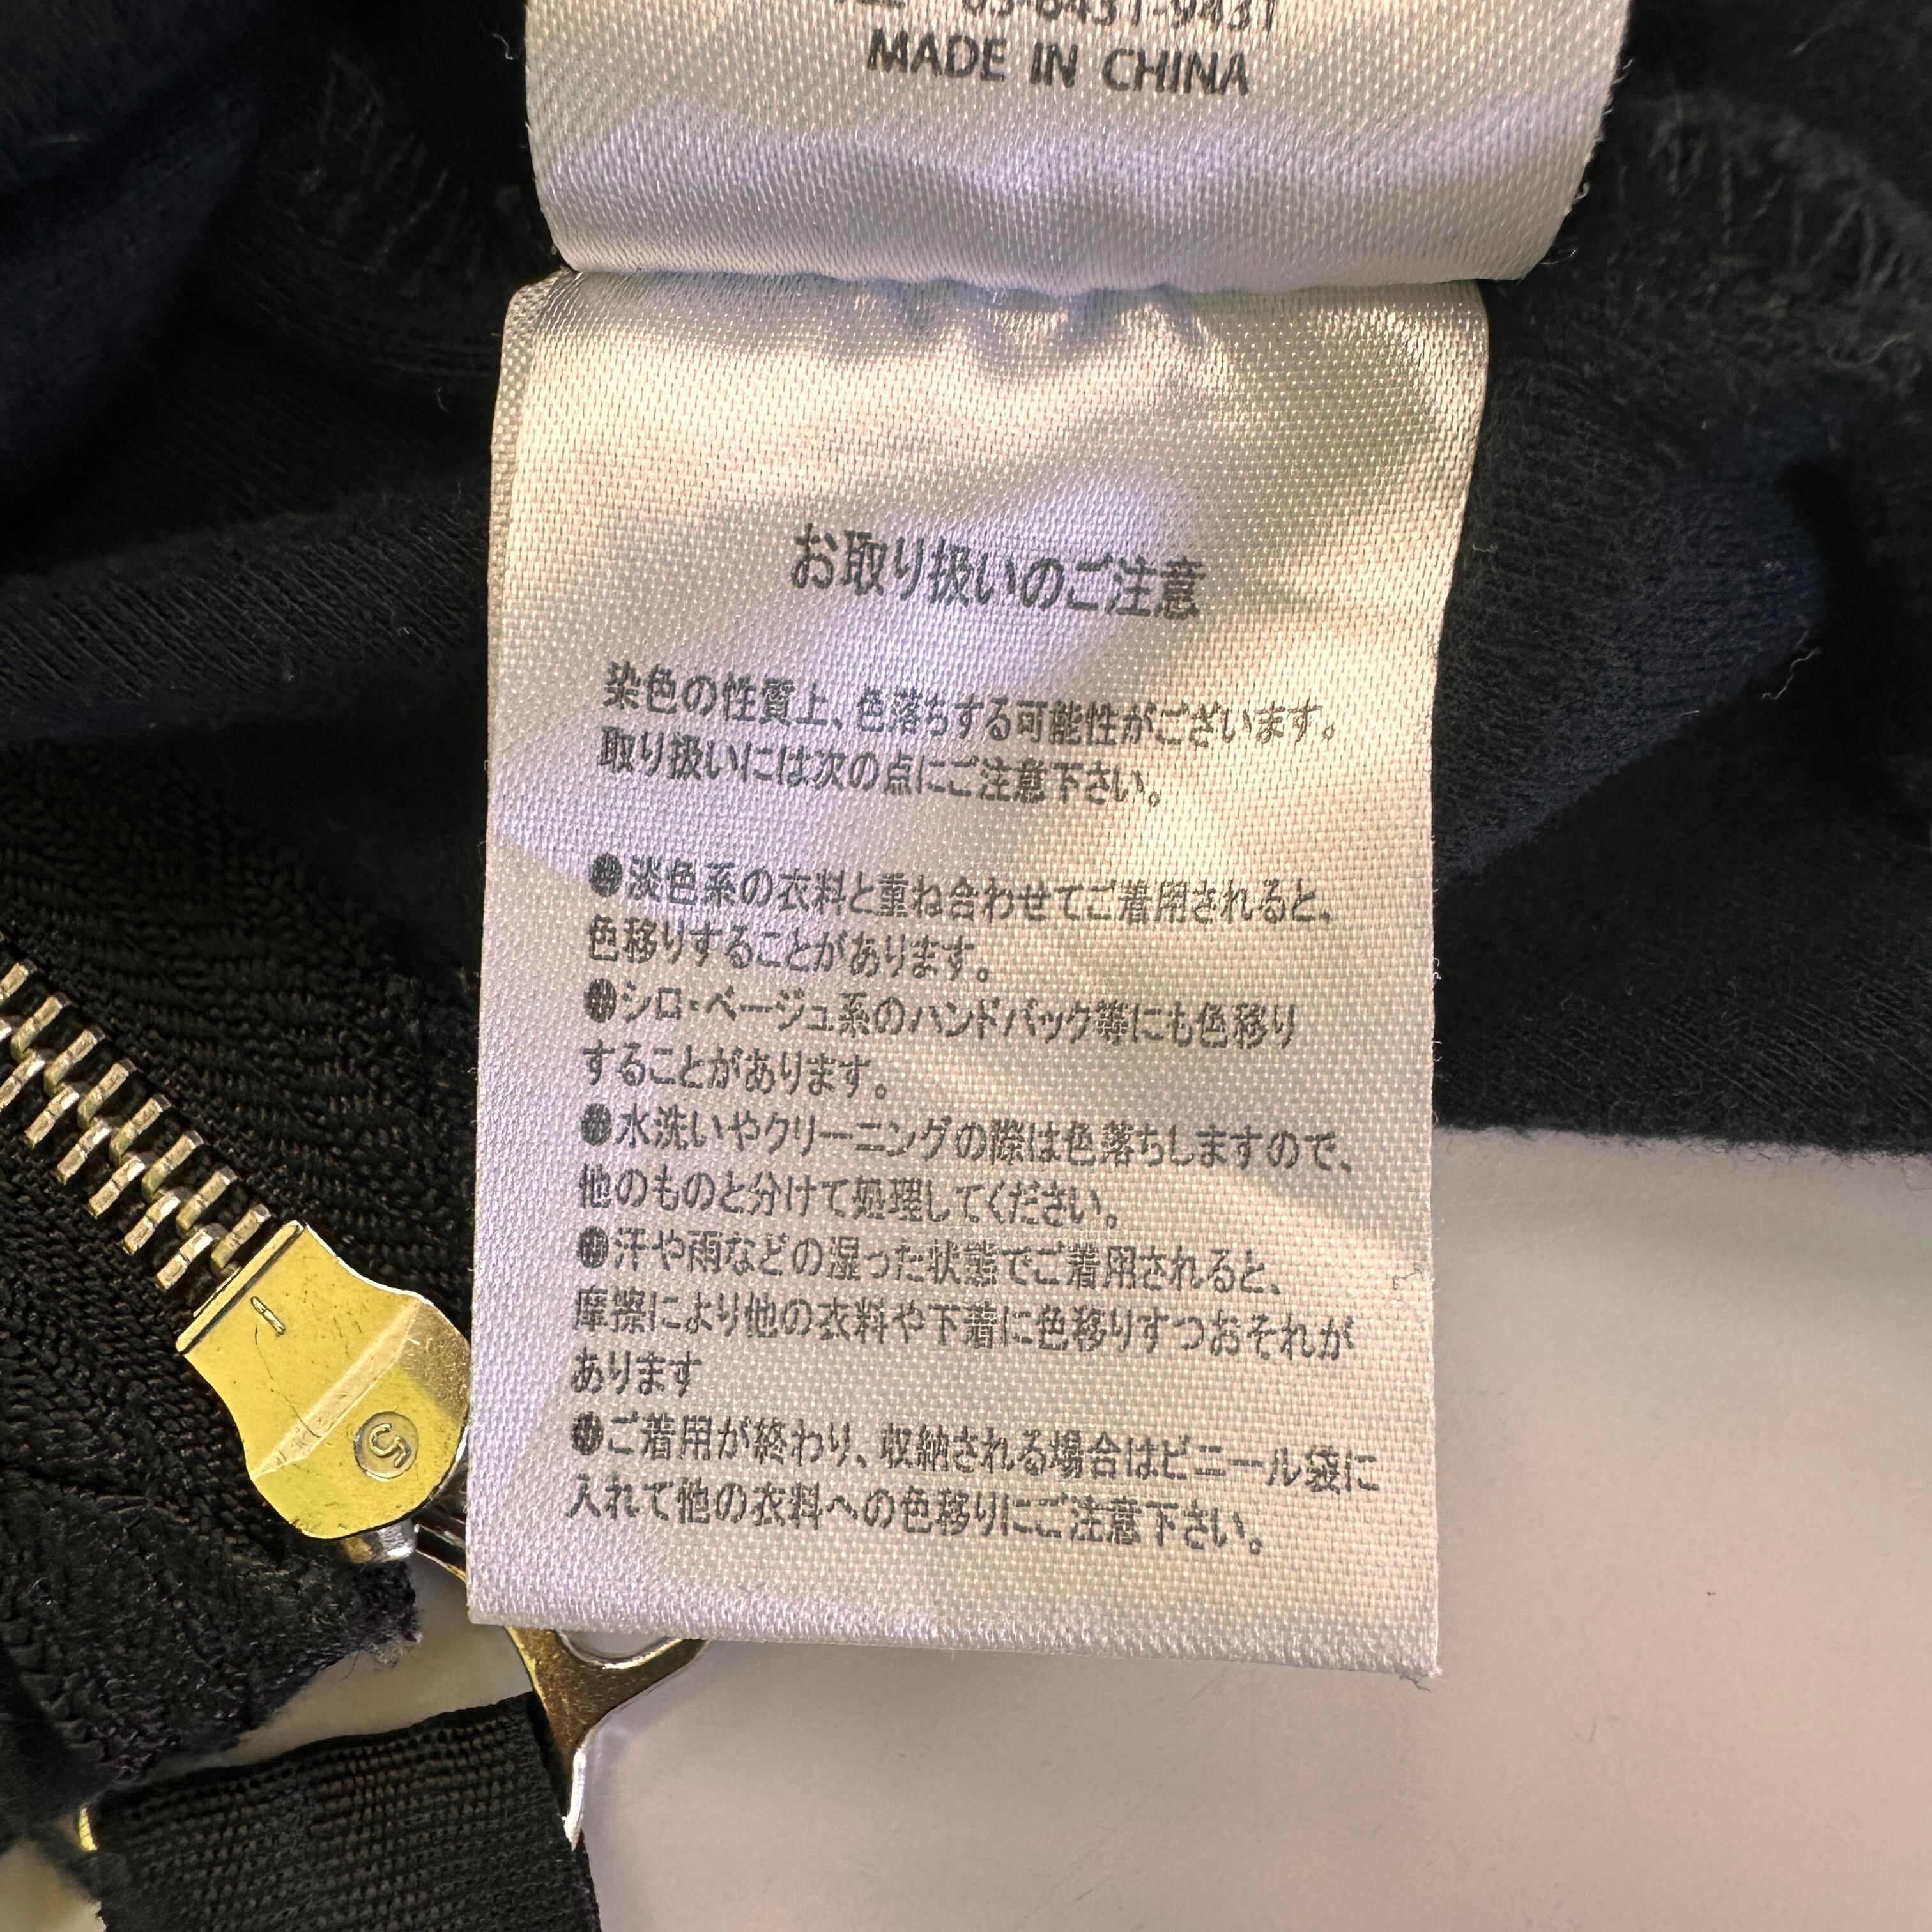 03-6431-9431
MADE IN CHINA
お取り扱いのご注意
染色の性質上、色落ちする可能性がございます。
取り扱いには次の点にご注意下さい。
●淡色系の衣料と重ね合わせてご着用されると、
色移りすることがあります。
●シロ・ベージュ系のハンドバック等にも色移り
することがあります。
●水洗いやクリーニングの際は色落ちしますので、
他のものと分けて処理してください。
●汗や雨などの湿った状態でご着用されると、
摩擦により他の衣料や下着に色移りすつおそれが
あります
●ご着用が終わり、収納される場合はビニール袋に
入れて他の衣料への色移りにご注意下さい。
5